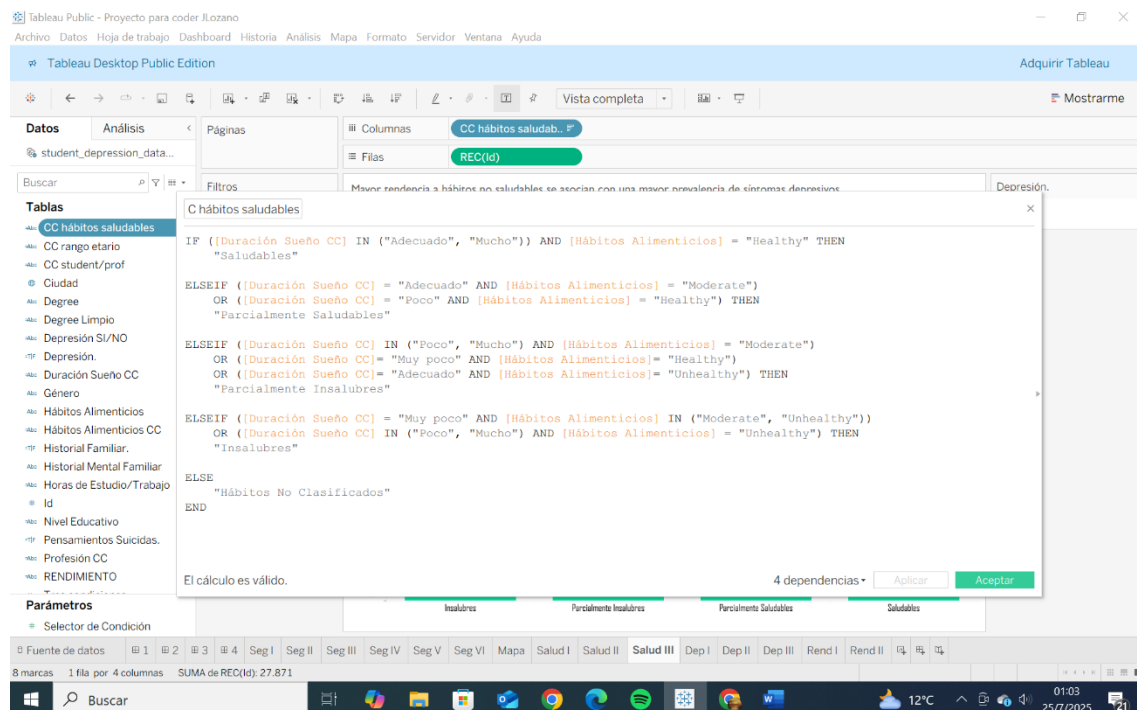 Tableau Public - Proyecto para coder JLozano
Archivo Datos Hoja de trabajo Dashboard Historia Análisis Mapa Formato Servidor Ventana Ayuda
Tableau Desktop Public Edition
Adquirir Tableau
Vista completa
Mostrarme
Datos Análisis
Páginas
Columnas
CC hábitos saludab..
student_depression_data...
Filas
REC(Id)
Buscar
Filtros
Mayor tendencia a hábitos no saludables se asocian con una mayor prevalencia de síntomas depresivos
Depresión.
Tablas
CC hábitos saludables
CC rango etario
CC student/prof
Ciudad
Degree
Degree Limpio
Depresión SI/NO
Depresión.
Duración Sueño CC
Género
Hábitos Alimenticios
Hábitos Alimenticios CC
Historial Familiar.
Historial Mental Familiar
Horas de Estudio/Trabajo
Id
Nivel Educativo
Pensamientos Suicidas.
Profesión CC
RENDIMIENTO
Parámetros
Selector de Condición
C hábitos saludables
IF ([Duración Sueño CC] IN ("Adecuado", "Mucho")) AND [Hábitos Alimenticios] = "Healthy" THEN
"Saludables"
ELSEIF ([Duración Sueño CC] = "Adecuado" AND [Hábitos Alimenticios] = "Moderate")
OR ([Duración Sueño CC] = "Poco" AND [Hábitos Alimenticios] = "Healthy") THEN
"Parcialmente Saludables"
ELSEIF ([Duración Sueño CC] IN ("Poco", "Mucho") AND [Hábitos Alimenticios] = "Moderate")
OR ([Duración Sueño CC]= "Muy poco" AND [Hábitos Alimenticios]= "Healthy")
OR ([Duración Sueño CC]= "Adecuado" AND [Hábitos Alimenticios]= "Unhealthy") THEN
"Parcialmente Insalubres"
ELSEIF ([Duración Sueño CC] = "Muy poco" AND [Hábitos Alimenticios] IN ("Moderate", "Unhealthy"))
OR ([Duración Sueño CC] IN ("Poco", "Mucho") AND [Hábitos Alimenticios] = "Unhealthy") THEN
"Insalubres"
ELSE
"Hábitos No Clasificados"
END
El cálculo es válido.
4 dependencias
Aplicar
Aceptar
Insalubres Parcialmente Insalubres Parcialmente Saludables Saludables
Fuente de datos 1 2 3 4 Seg I Seg II Seg III Seg IV Seg V Seg VI Mapa Salud I Salud II Salud III Dep I Dep II Dep III Rend I Rend II
8 marcas 1 fila por 4 columnas SUMA de REC(Id): 27.871
Buscar
12°C
01:03
25/7/2025
21